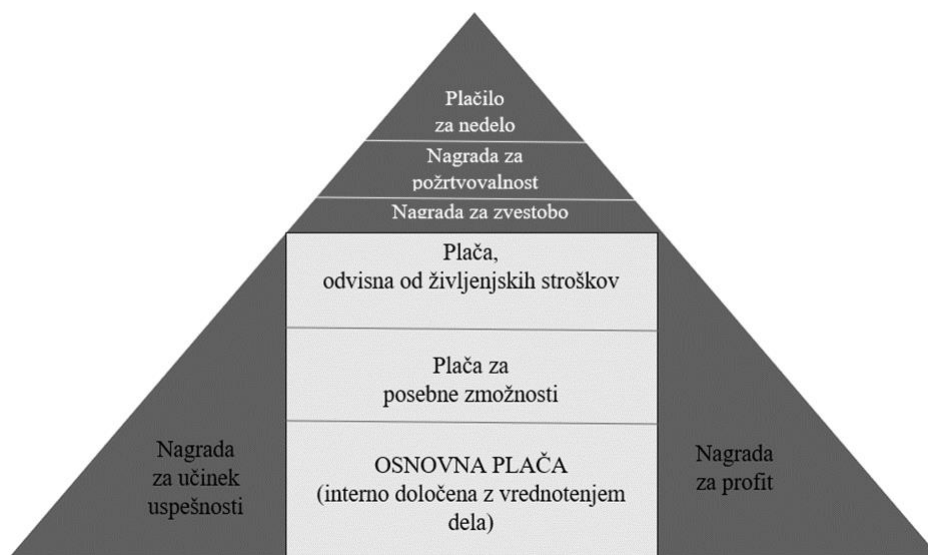 Plačilo
za nedelo
Nagrada za
požrtvovalnost
Nagrada za zvestobo
Plača,
odvisna od življenjskih stroškov
Plača za
posebne zmožnosti
Nagrada
za učinek
uspešnosti
OSNOVNA PLAČA
(interno določena z vrednotenjem
dela)
Nagrada
za profit